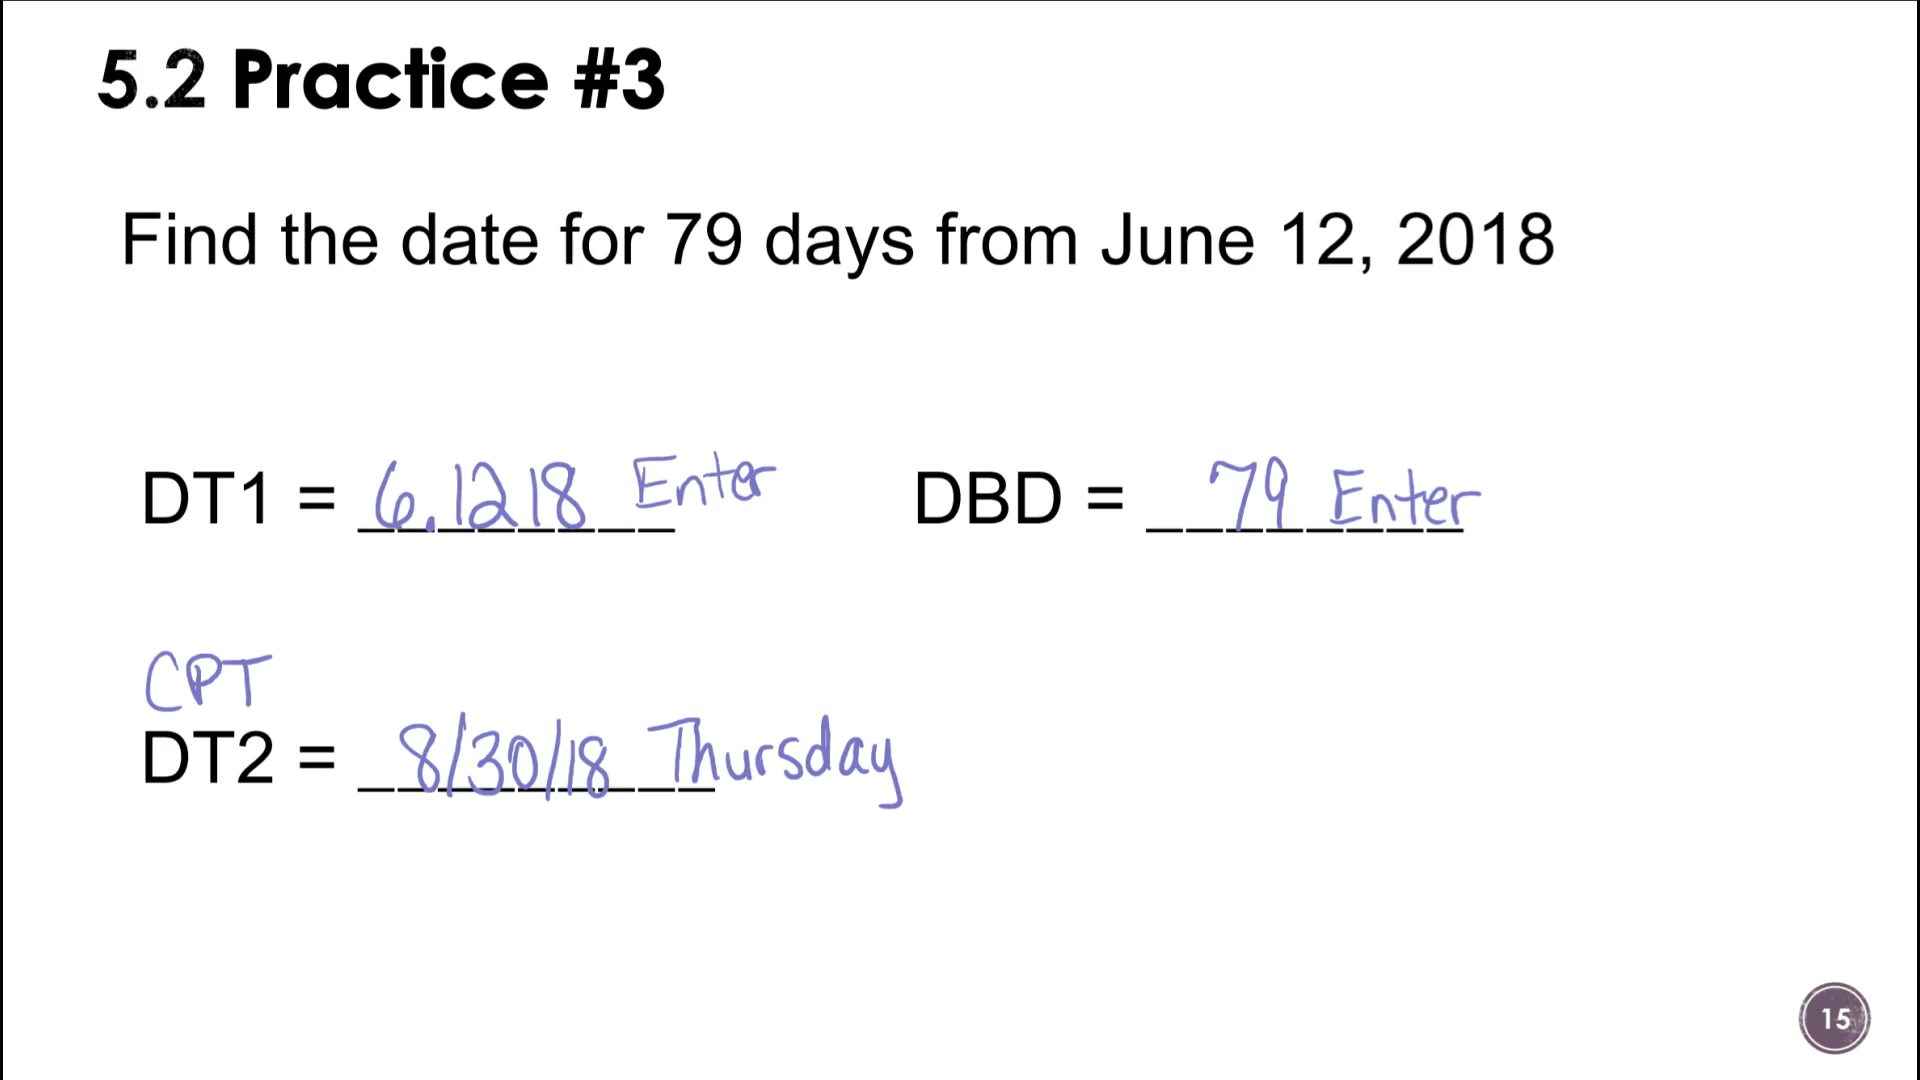 5.2 Practice #3
Find the date for 79 days from June 12, 2018
DT1 = 6.1218 Enter DBD = 79 Enter
CPT
DT2 = 8/30/18 Thursday
15